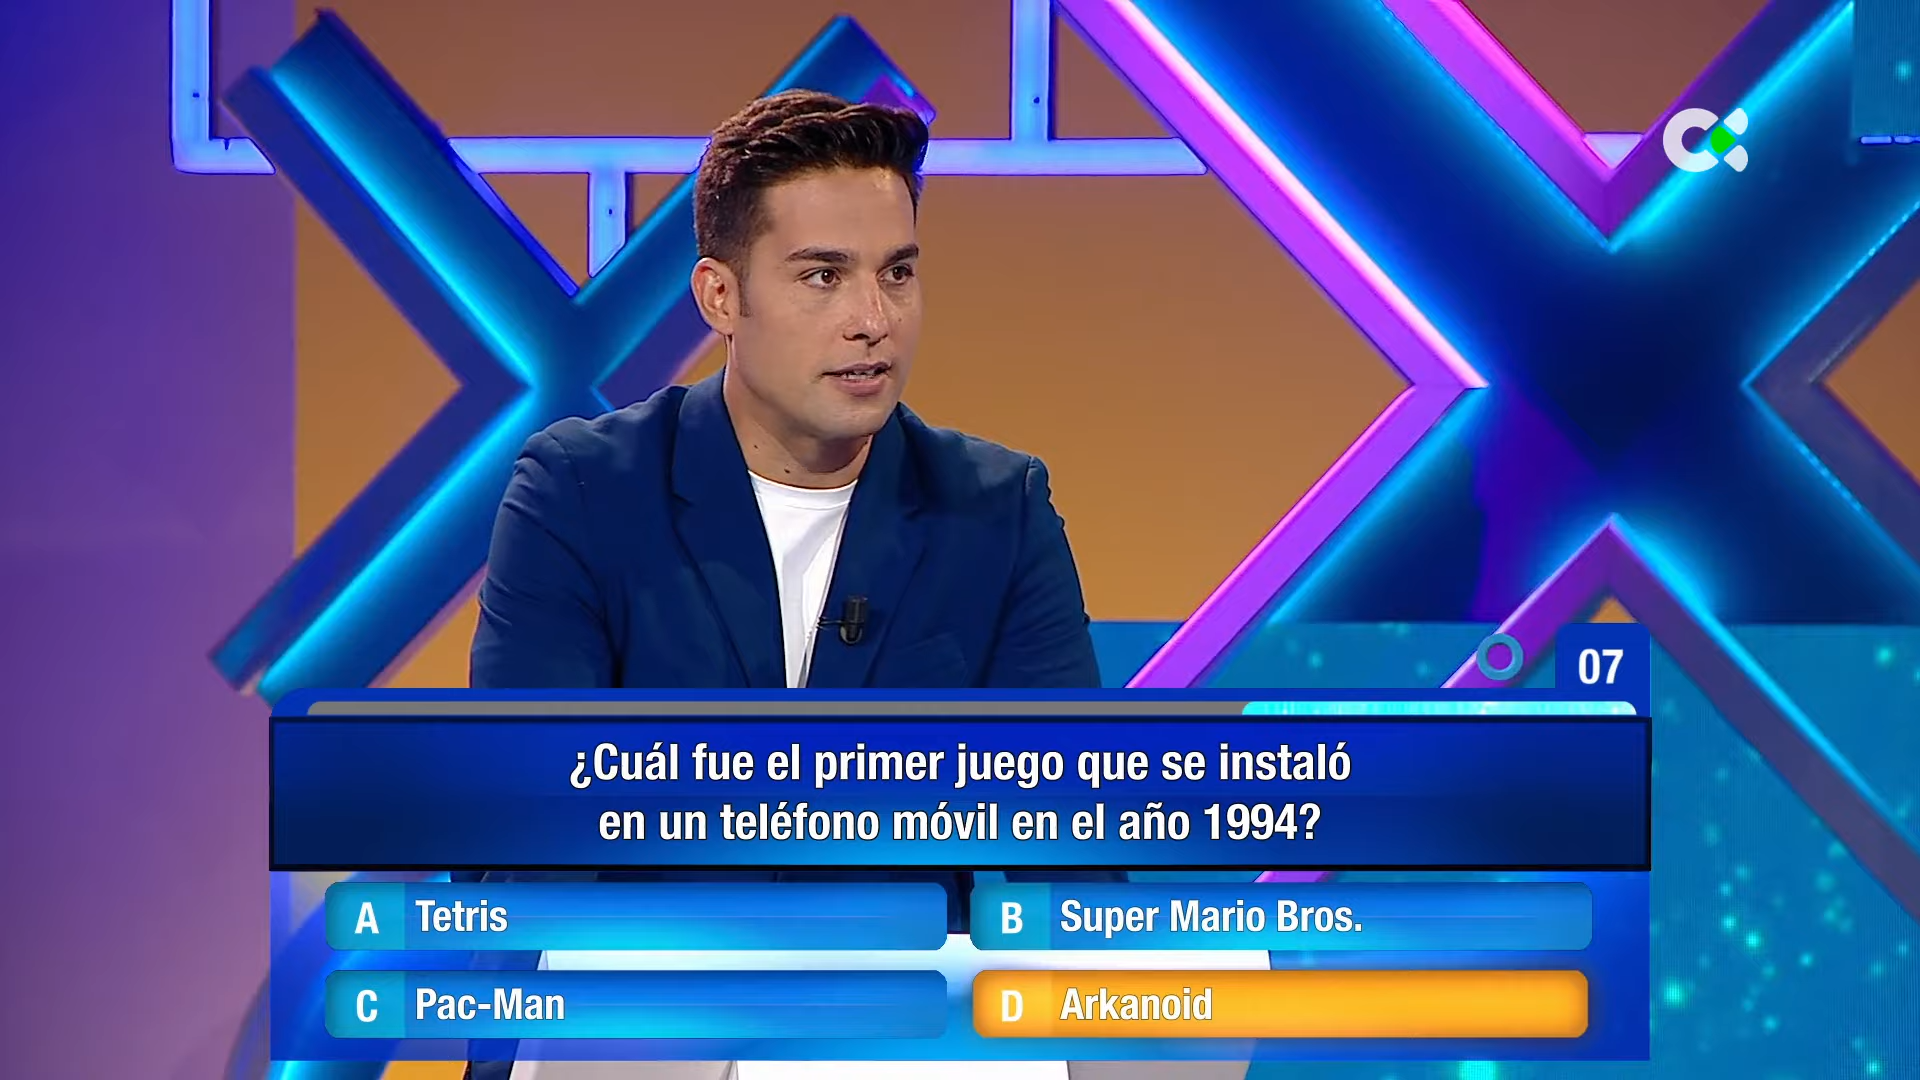 07
¿Cuál fue el primer juego que se instaló
en un teléfono móvil en el año 1994?
A Tetris
B Super Mario Bros.
C Pac-Man
D Arkanoid